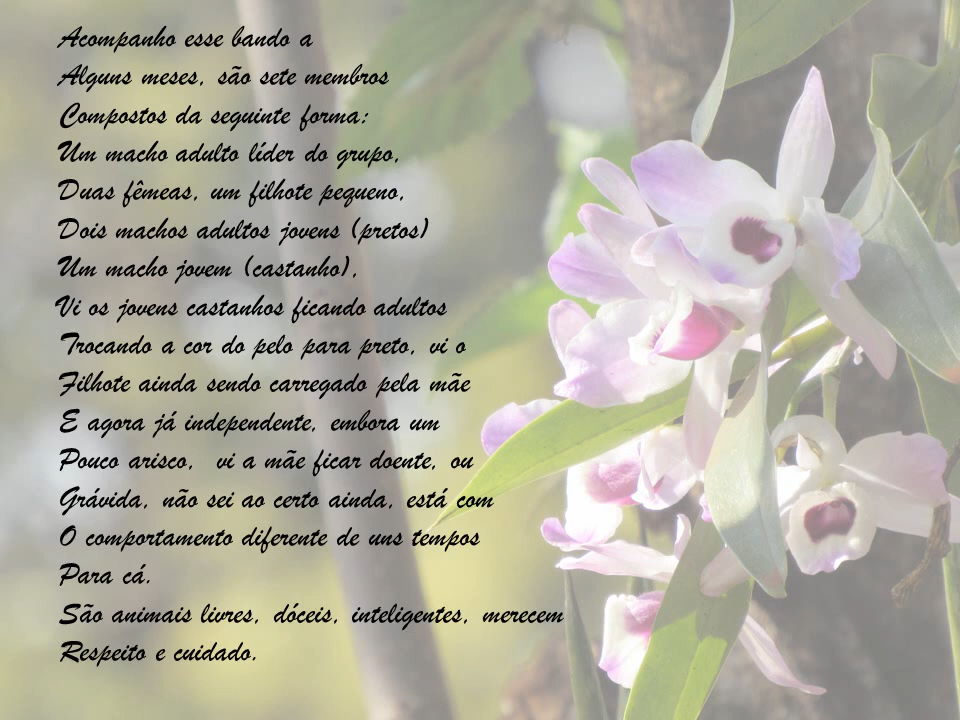 Acompanho esse bando a
Alguns meses, são sete membros
Compostos da seguinte forma:
Um macho adulto líder do grupo,
Duas fêmeas, um filhote pequeno,
Dois machos adultos jovens (pretos)
Um macho jovem (castanho),
Vi os jovens castanhos ficando adultos
Trocando a cor do pelo para preto, vi o
Filhote ainda sendo carregado pela mãe
E agora já independente, embora um
Pouco arisco, vi a mãe ficar doente, ou
Grávida, não sei ao certo ainda, está com
O comportamento diferente de uns tempos
Para cá.
São animais livres, dóceis, inteligentes, merecem
Respeito e cuidado.